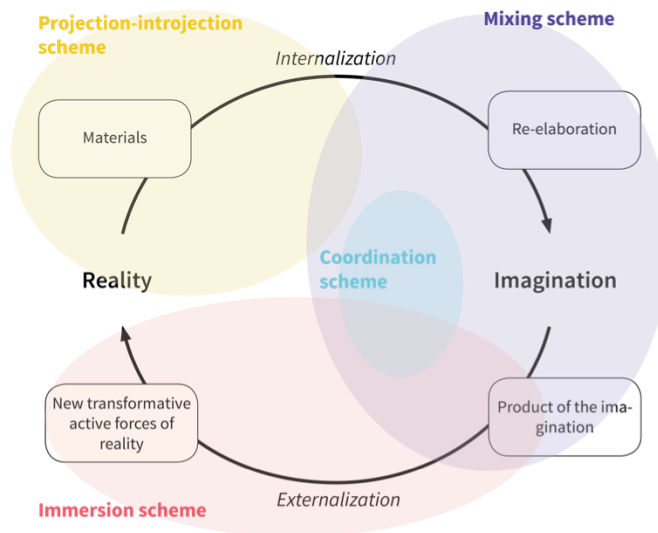 Projection-introjection
scheme
Mixing scheme
Internalization
Materials
Re-elaboration
Coordination
scheme
Reality
Imagination
New transformative
active forces of
reality
Product of the ima-
gination
Externalization
Immersion scheme